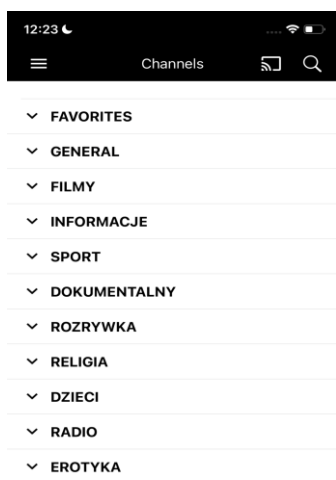 12:23
Channels
FAVORITES
GENERAL
FILMY
INFORMACJE
SPORT
DOKUMENTALNY
ROZRYWKA
RELIGIA
DZIECI
RADIO
EROTYKA